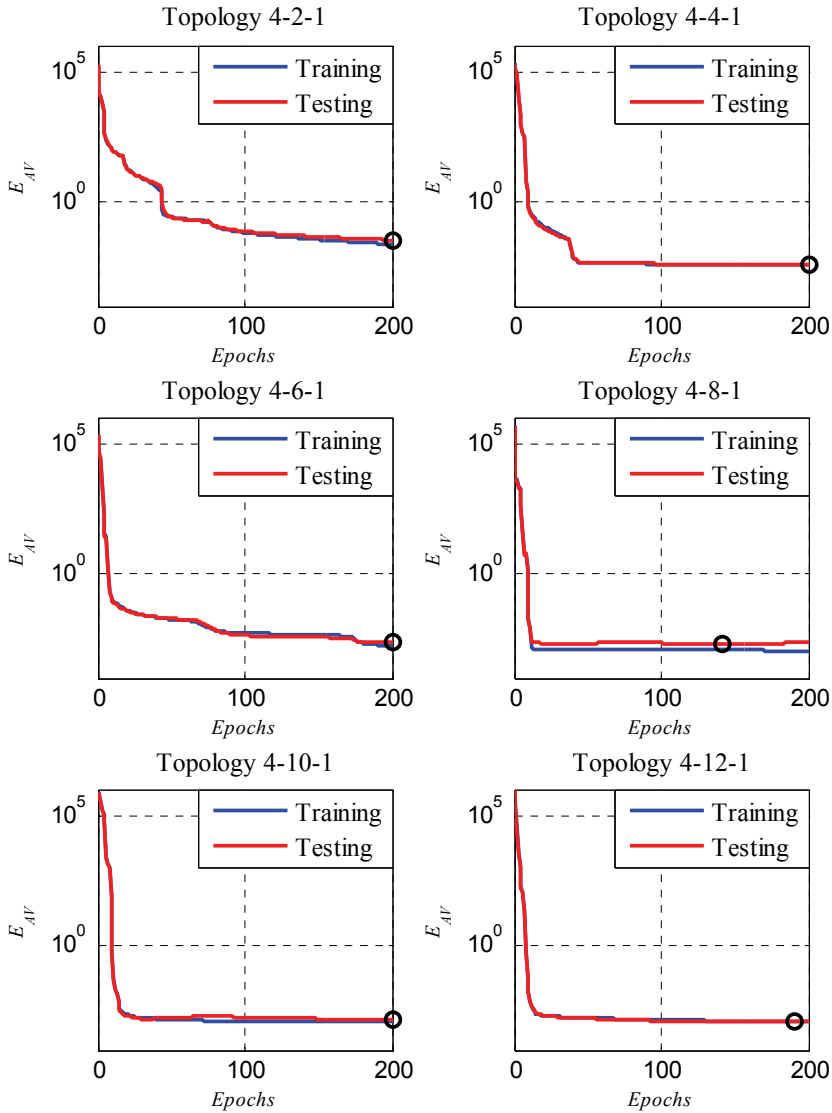 Topology 4-2-1
Training
Testing
10^5
10^0
E_AV
0
100
200
Epochs
Topology 4-4-1
Training
Testing
10^5
10^0
E_AV
0
100
200
Epochs
Topology 4-6-1
Training
Testing
10^5
10^0
E_AV
0
100
200
Epochs
Topology 4-8-1
Training
Testing
10^5
10^0
E_AV
0
100
200
Epochs
Topology 4-10-1
Training
Testing
10^5
10^0
E_AV
0
100
200
Epochs
Topology 4-12-1
Training
Testing
10^5
10^0
E_AV
0
100
200
Epochs